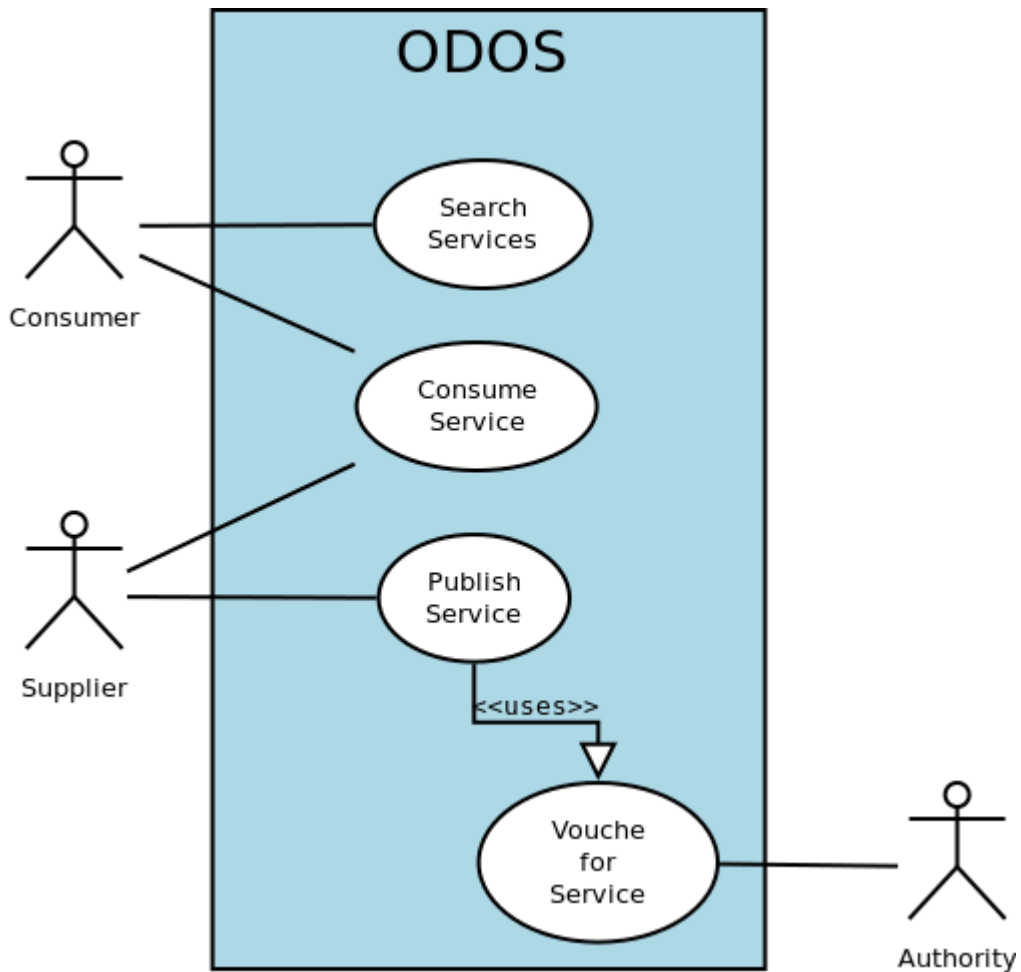 ODOS
Search
Services
Consumer
Consume
Service
Publish
Service
Supplier
<<uses>>
Vouche
for
Service
Authority